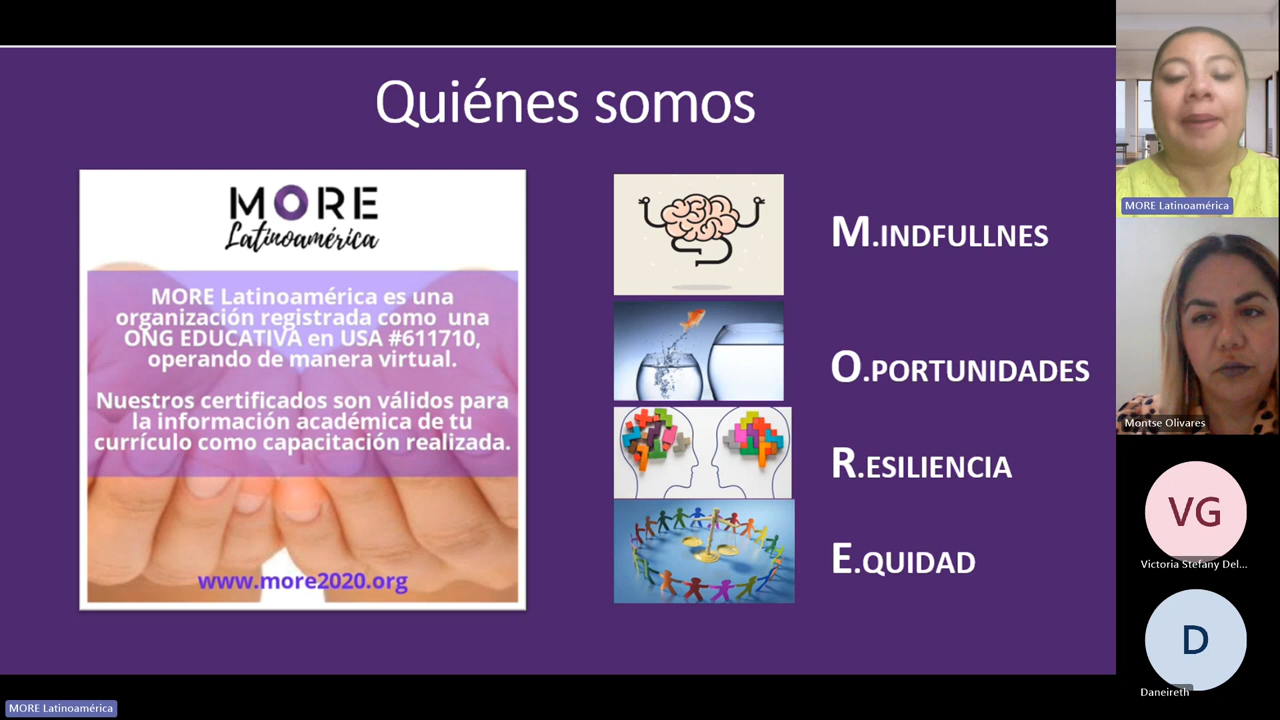 Quiénes somos
MORE
Latinoamérica
MORE Latinoamérica es una
organización registrada como una
ONG EDUCATIVA en USA #611710,
operando de manera virtual.
Nuestros certificados son válidos para
la información académica de tu
currículo como capacitación realizada.
www.more2020.org
M.INDFULLNES
O.PORTUNIDADES
R.ESILIENCIA
E.QUIDAD
MORE Latinoamérica
Montse Olivares
VG
Victoria Stefany Del...
D
Daneireth
MORE Latinoamérica